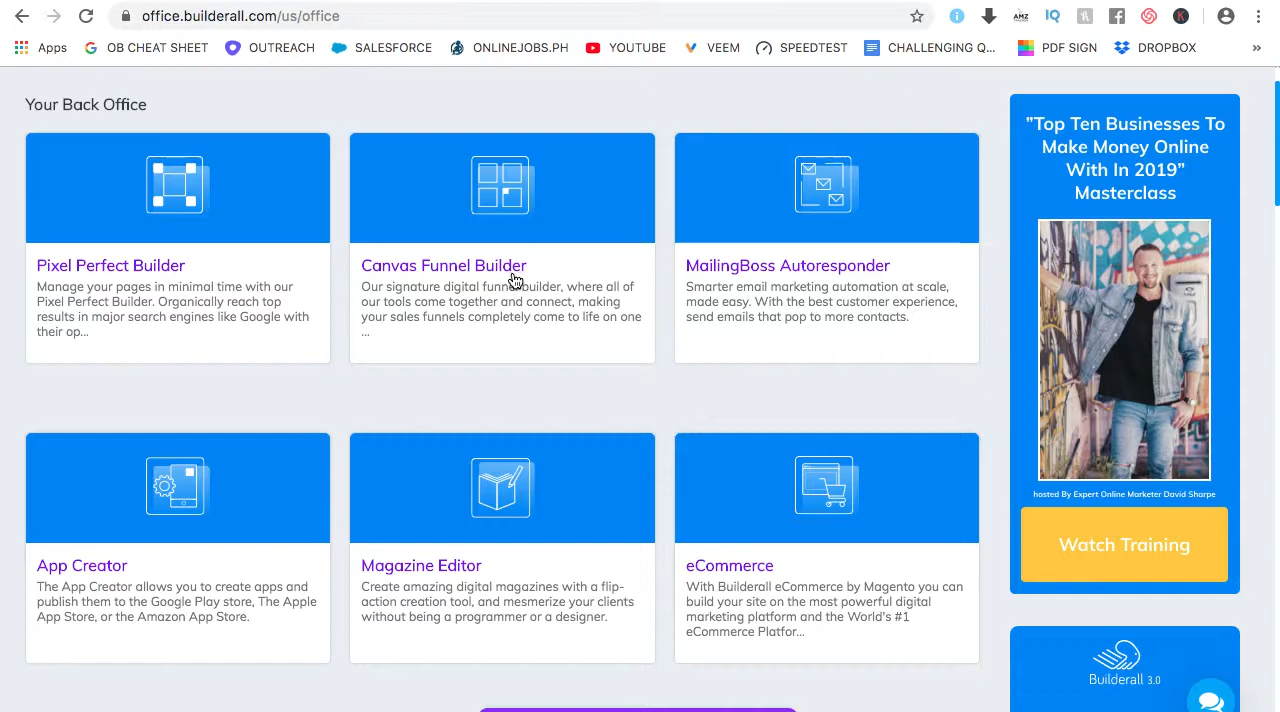 office.builderall.com/us/office
Apps
OB CHEAT SHEET
OUTREACH
SALESFORCE
ONLINEJOBS.PH
YOUTUBE
VEEM
SPEEDTEST
CHALLENGING Q...
PDF SIGN
DROPBOX
AMZ
IQ
K
Your Back Office
Pixel Perfect Builder
Manage your pages in minimal time with our
Pixel Perfect Builder. Organically reach top
results in major search engines like Google with
their op...
Canvas Funnel Builder
Our signature digital funnel builder, where all of
our tools come together and connect, making
your sales funnels completely come to life on one
...
MailingBoss Autoresponder
Smarter email marketing automation at scale,
made easy. With the best customer experience,
send emails that pop to more contacts.
App Creator
The App Creator allows you to create apps and
publish them to the Google Play store, The Apple
App Store, or the Amazon App Store.
Magazine Editor
Create amazing digital magazines with a flip-
action creation tool, and mesmerize your clients
without being a programmer or a designer.
eCommerce
With Builderall eCommerce by Magento you can
build your site on the most powerful digital
marketing platform and the World's #1
eCommerce Platfor...
"Top Ten Businesses To
Make Money Online
With In 2019"
Masterclass
hosted By Expert Online Marketer David Sharpe
Watch Training
Builderall 3.0